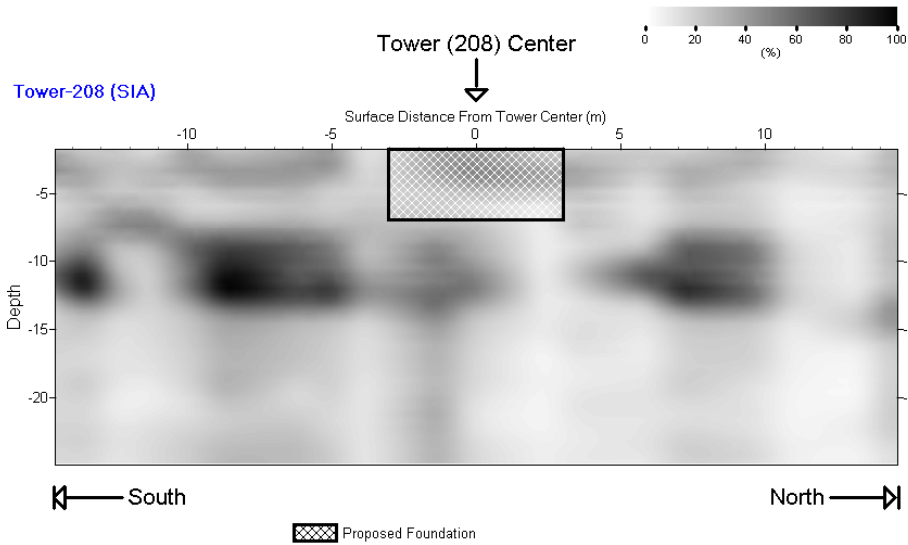 0 20 40 60 80 100
(%)
Tower (208) Center
Tower-208 (SIA)
Surface Distance From Tower Center (m)
-10 -5 0 5 10
-5
-10
-15
-20
Depth
South
North
Proposed Foundation